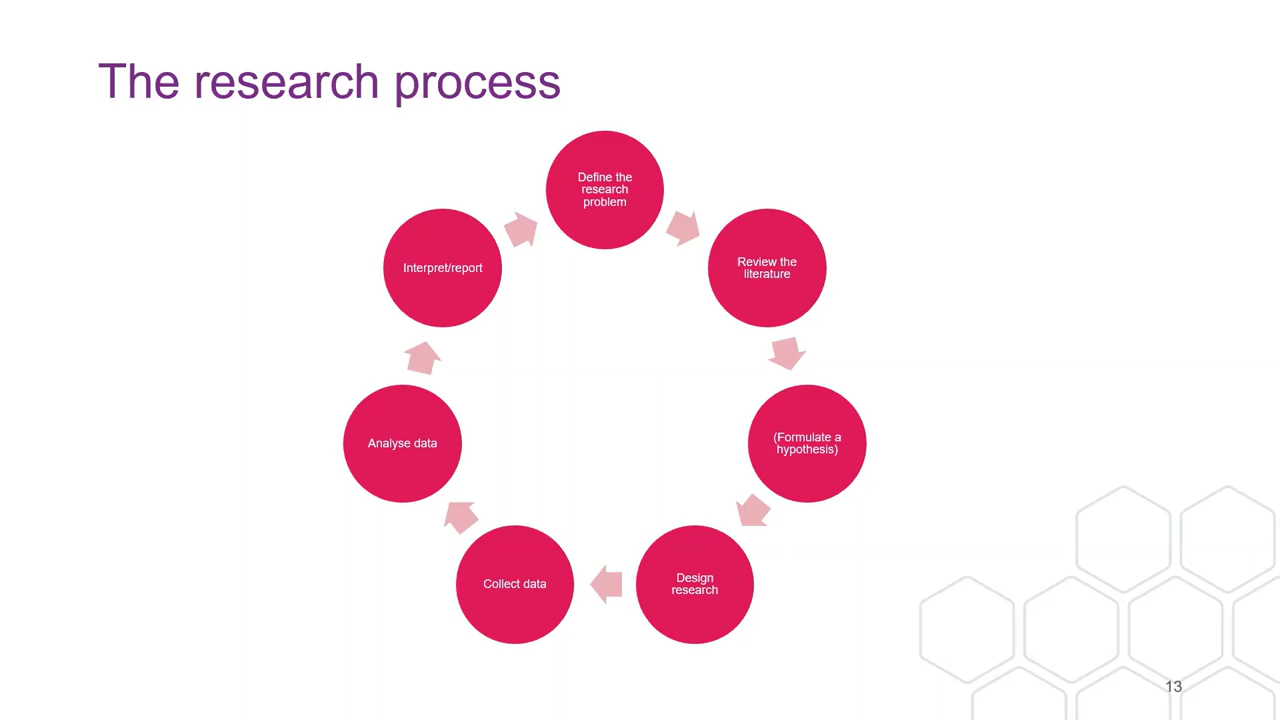 The research process
Define the
research
problem
Review the
literature
(Formulate a
hypothesis)
Design
research
Collect data
Analyse data
Interpret/report
13